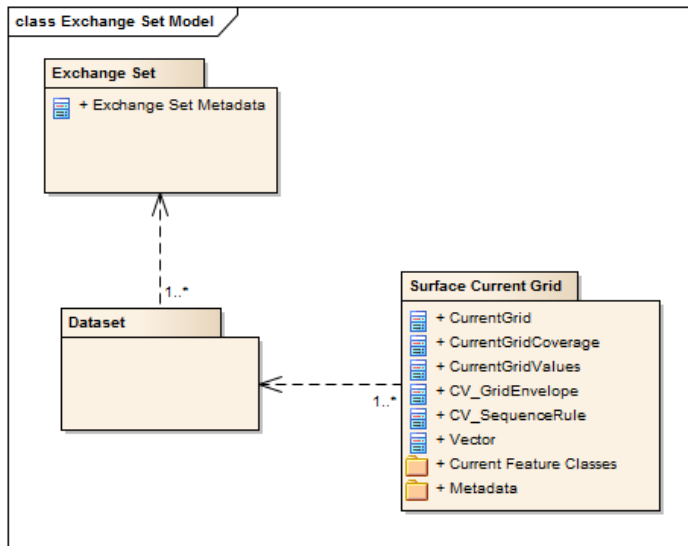 class Exchange Set Model
Exchange Set
+ Exchange Set Metadata
1..*
Dataset
Surface Current Grid
+ CurrentGrid
+ CurrentGridCoverage
+ CurrentGridValues
+ CV_GridEnvelope
+ CV_SequenceRule
+ Vector
+ Current Feature Classes
+ Metadata
1..*